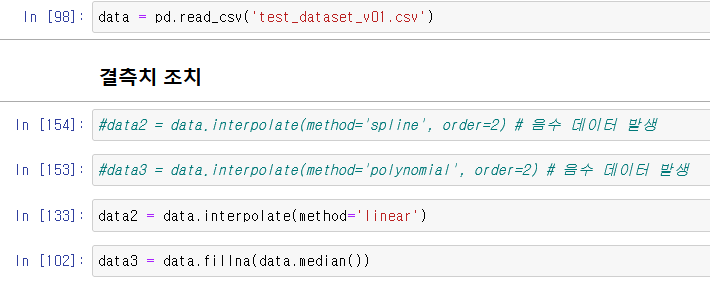 In [98]: data = pd.read_csv('test_dataset_v01.csv')
결측치 조치
In [154]: #data2 = data.interpolate(method='spline', order=2) # 음수 데이터 발생
In [153]: #data3 = data.interpolate(method='polynomial', order=2) # 음수 데이터 발생
In [133]: data2 = data.interpolate(method='linear')
In [102]: data3 = data.fillna(data.median())